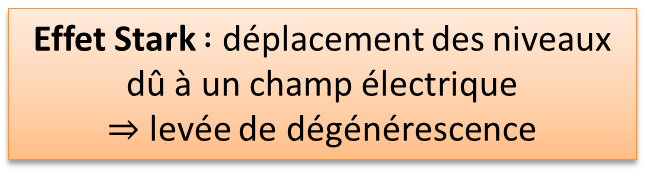 Effet Stark : déplacement des niveaux
dû à un champ électrique
⇒ levée de dégénérescence